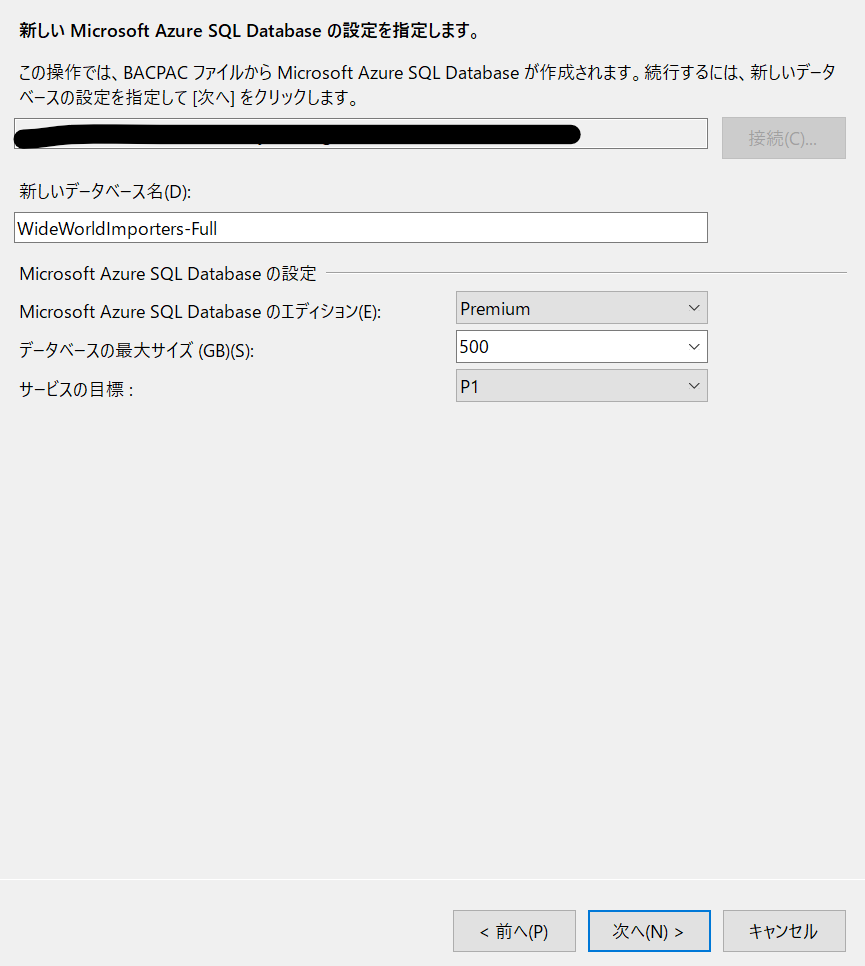 新しい Microsoft Azure SQL Database の設定を指定します。
この操作では、BACPAC ファイルから Microsoft Azure SQL Database が作成されます。続行するには、新しいデータ
ベースの設定を指定して [次へ] をクリックします。
接続(C)...
新しいデータベース名(D):
WideWorldImporters-Full
Microsoft Azure SQL Database の設定
Microsoft Azure SQL Database のエディション(E):
Premium
データベースの最大サイズ (GB)(S):
500
サービスの目標 :
P1
< 前へ(P)
次へ(N) >
キャンセル